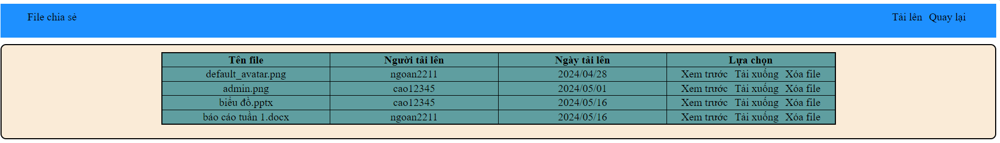 File chia sẻ Tải lên Quay lại
Tên file Người tải lên Ngày tải lên Lựa chọn
default_avatar.png ngoan2211 2024/04/28 Xem trước Tải xuống Xóa file
admin.png cao12345 2024/05/01 Xem trước Tải xuống Xóa file
biểu đồ.pptx cao12345 2024/05/16 Xem trước Tải xuống Xóa file
báo cáo tuần 1.docx ngoan2211 2024/05/16 Xem trước Tải xuống Xóa file